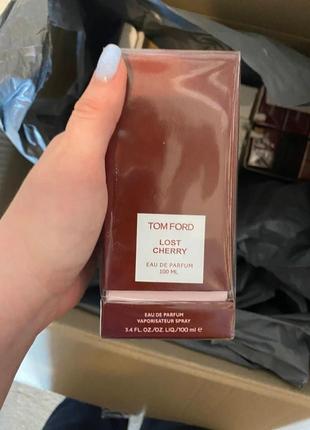 TOM FORD
LOST
CHERRY
EAU DE PARFUM
100 ML
EAU DE PARFUM
VAPORISATEUR SPRAY
3.4 FL. OZ./OZ. LIQ./100 ml ℮